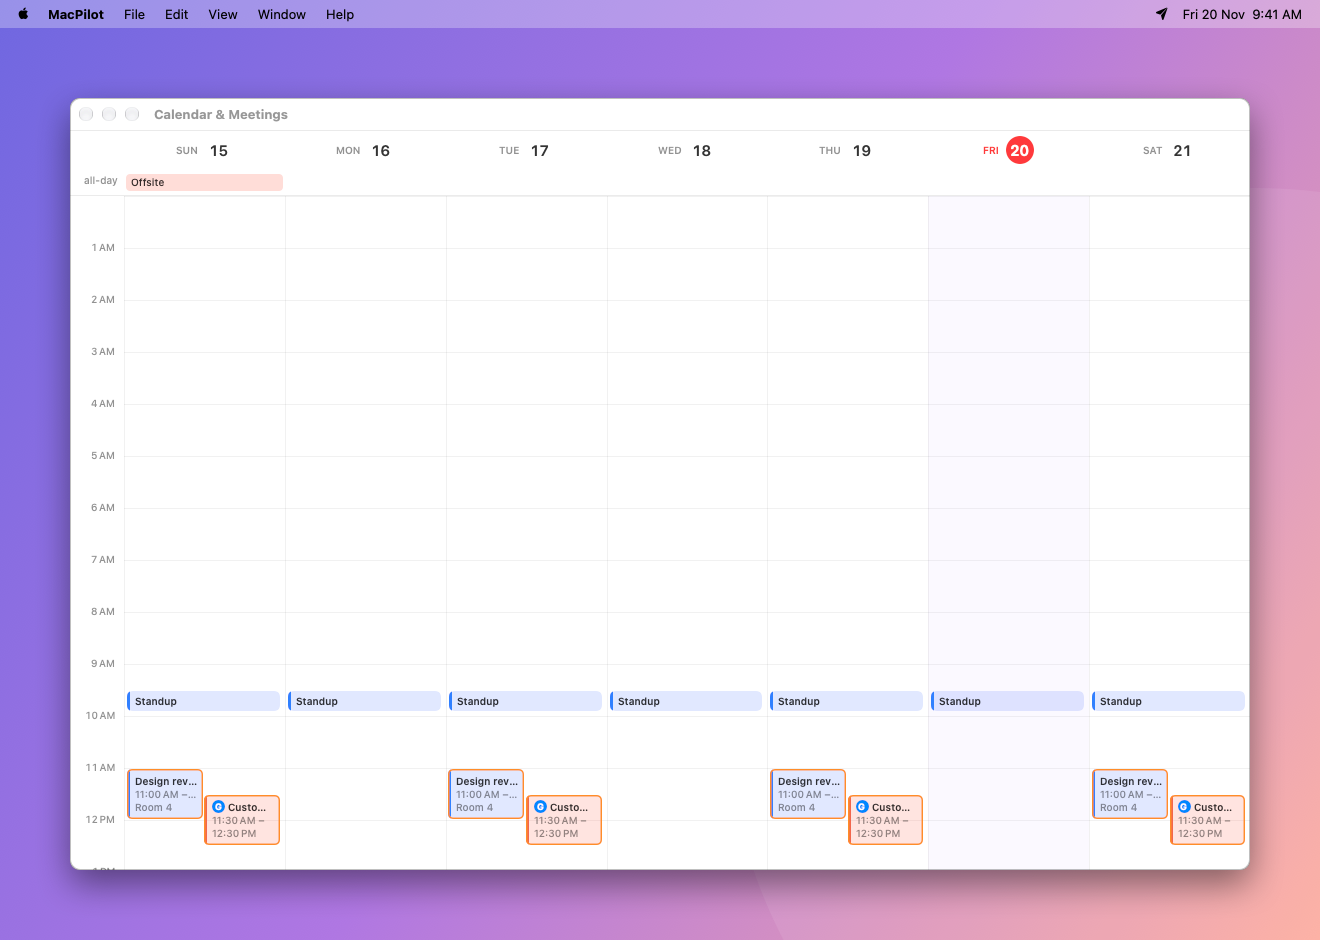 MacPilot File Edit View Window Help Fri 20 Nov 9:41 AM
Calendar & Meetings
SUN 15 MON 16 TUE 17 WED 18 THU 19 FRI 20 SAT 21
all-day Offsite
1 AM
2 AM
3 AM
4 AM
5 AM
6 AM
7 AM
8 AM
9 AM
Standup Standup Standup Standup Standup Standup Standup
10 AM
11 AM
Design rev... Design rev... Design rev... Design rev...
11:00 AM –... 11:00 AM –... 11:00 AM –... 11:00 AM –...
Room 4 G Custo... Room 4 G Custo... Room 4 G Custo... Room 4 G Custo...
12 PM 11:30 AM – 11:30 AM – 11:30 AM – 11:30 AM –
12:30 PM 12:30 PM 12:30 PM 12:30 PM